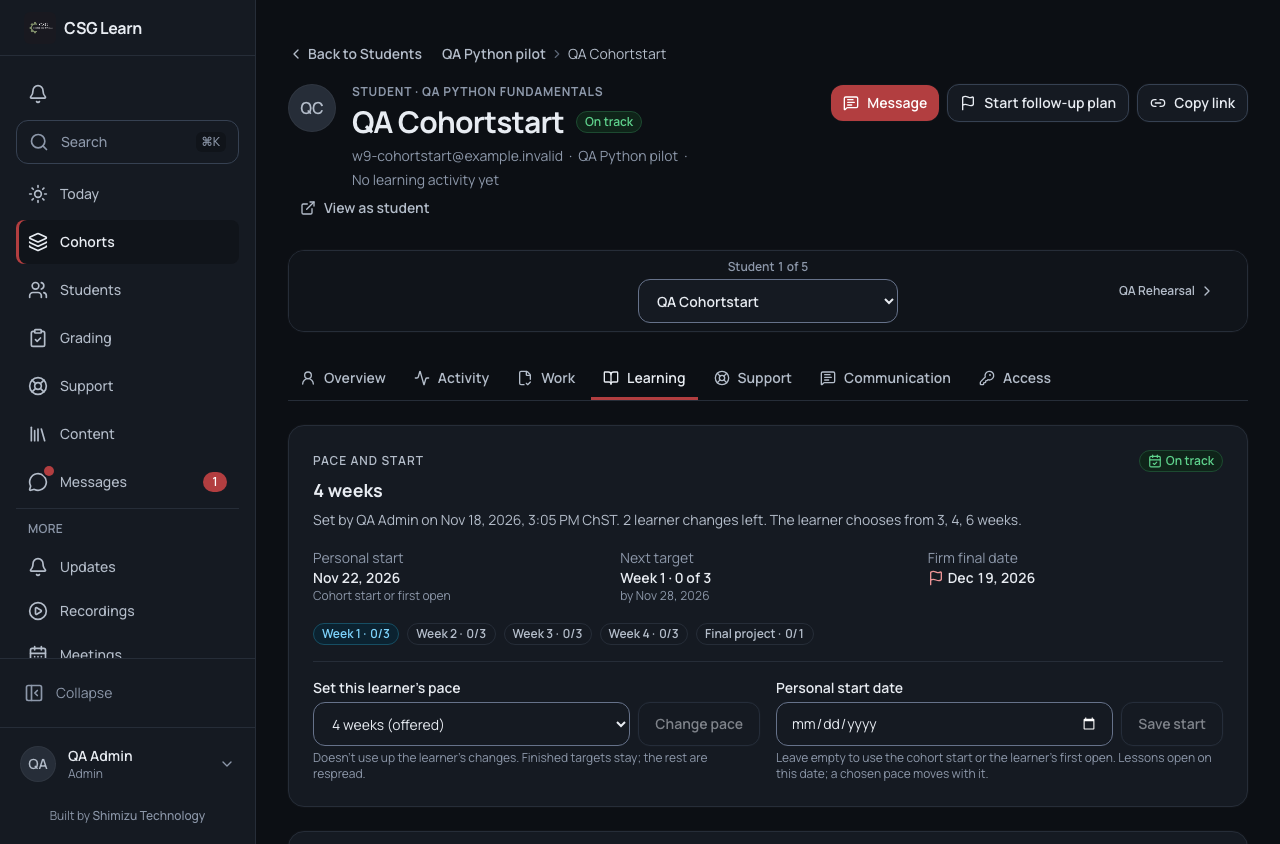 CSG Learn
Search
⌘K
Today
Cohorts
Students
Grading
Support
Content
Messages
1
MORE
Updates
Recordings
Meetings
Collapse
QA
QA Admin
Admin
Built by Shimizu Technology
Back to Students
QA Python pilot
QA Cohortstart
QC
STUDENT · QA PYTHON FUNDAMENTALS
QA Cohortstart
On track
w9-cohortstart@example.invalid · QA Python pilot ·
No learning activity yet
View as student
Message
Start follow-up plan
Copy link
Student 1 of 5
QA Cohortstart
QA Rehearsal
Overview
Activity
Work
Learning
Support
Communication
Access
PACE AND START
On track
4 weeks
Set by QA Admin on Nov 18, 2026, 3:05 PM ChST. 2 learner changes left. The learner chooses from 3, 4, 6 weeks.
Personal start
Nov 22, 2026
Cohort start or first open
Next target
Week 1 · 0 of 3
by Nov 28, 2026
Firm final date
Dec 19, 2026
Week 1 · 0/3
Week 2 · 0/3
Week 3 · 0/3
Week 4 · 0/3
Final project · 0/1
Set this learner's pace
4 weeks (offered)
Change pace
Doesn't use up the learner's changes. Finished targets stay; the rest are
respread.
Personal start date
mm/dd/yyyy
Save start
Leave empty to use the cohort start or the learner's first open. Lessons open on
this date; a chosen pace moves with it.